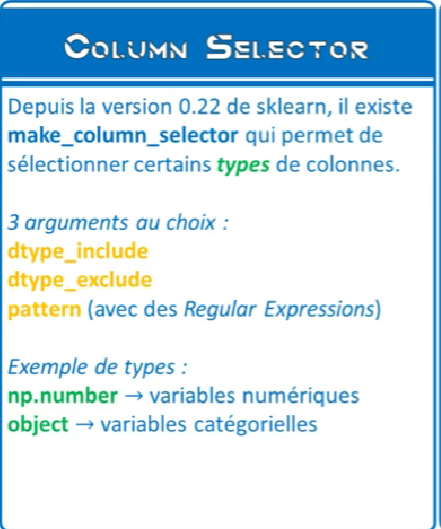 COLUMN SELECTOR
Depuis la version 0.22 de sklearn, il existe
make_column_selector qui permet de
sélectionner certains types de colonnes.
3 arguments au choix :
dtype_include
dtype_exclude
pattern (avec des Regular Expressions)
Exemple de types :
np.number → variables numériques
object → variables catégorielles